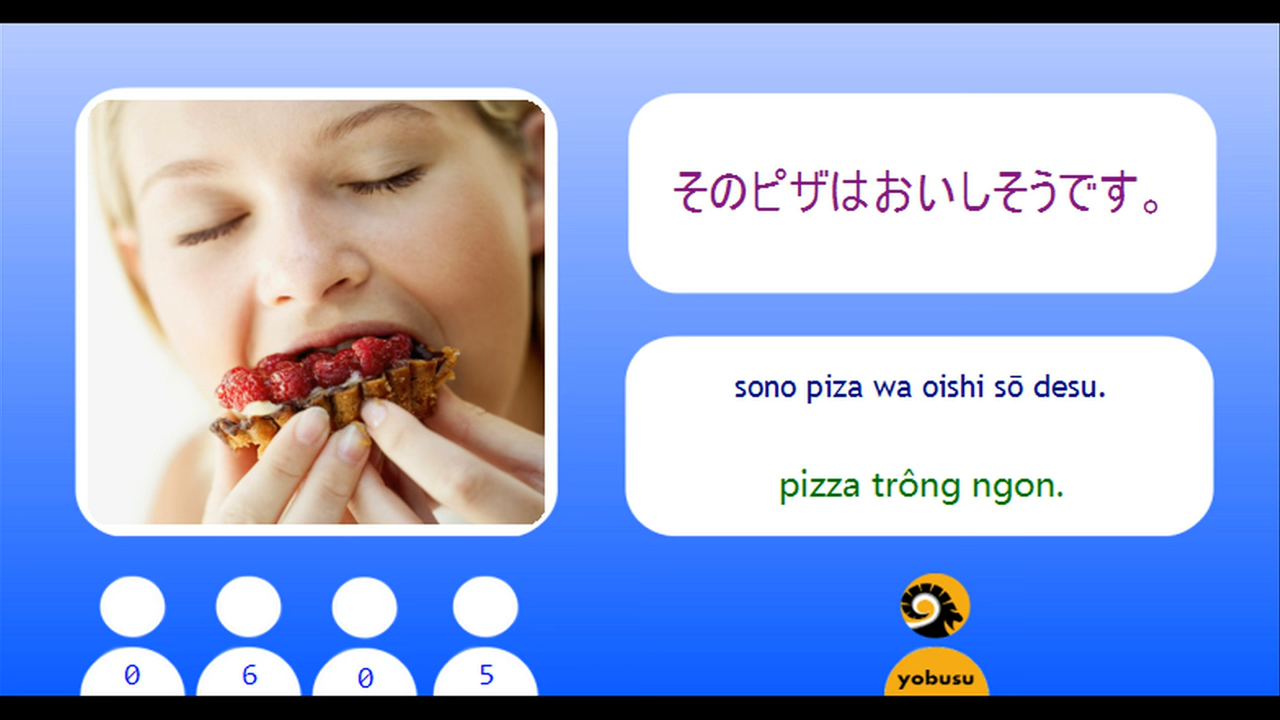 そのピザはおいしそうです。
sono piza wa oishi sō desu.
pizza trông ngon.
0 6 0 5
yobusu